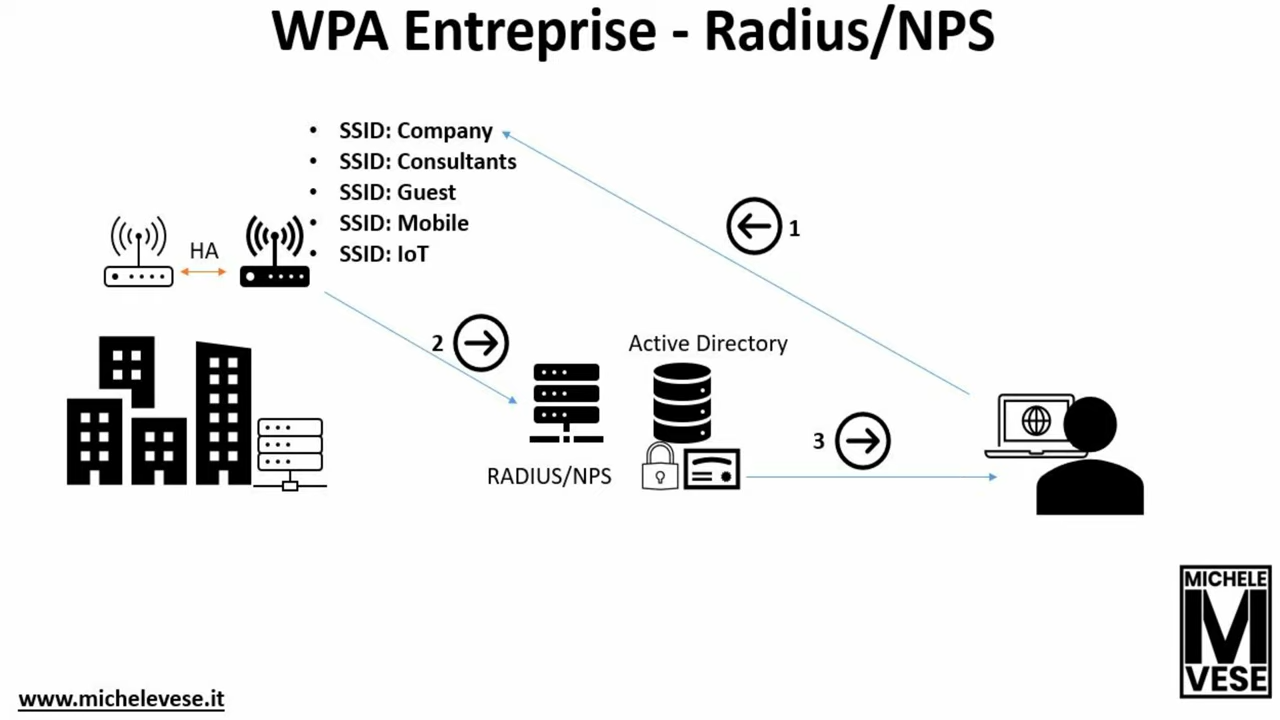 WPA Entreprise - Radius/NPS
• SSID: Company
• SSID: Consultants
• SSID: Guest
• SSID: Mobile
• SSID: IoT
HA
1
2
Active Directory
3
RADIUS/NPS
MICHELE
M
VESE
www.michelevese.it